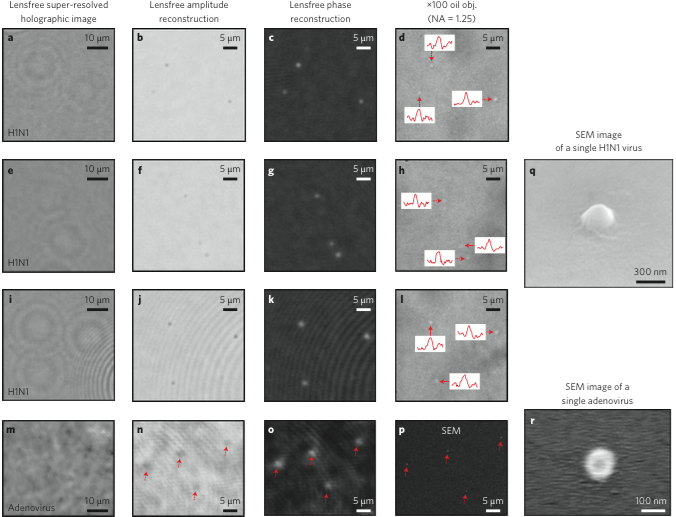 Lensfree super-resolved
holographic image
Lensfree amplitude
reconstruction
Lensfree phase
reconstruction
×100 oil obj.
(NA = 1.25)
a
10 µm
H1N1
b
5 µm
c
5 µm
d
5 µm
SEM image
of a single H1N1 virus
e
10 µm
H1N1
f
5 µm
g
5 µm
h
5 µm
q
300 nm
i
10 µm
H1N1
j
5 µm
k
5 µm
l
5 µm
SEM image of a
single adenovirus
m
Adenovirus
10 µm
n
5 µm
o
5 µm
p
SEM
5 µm
r
100 nm